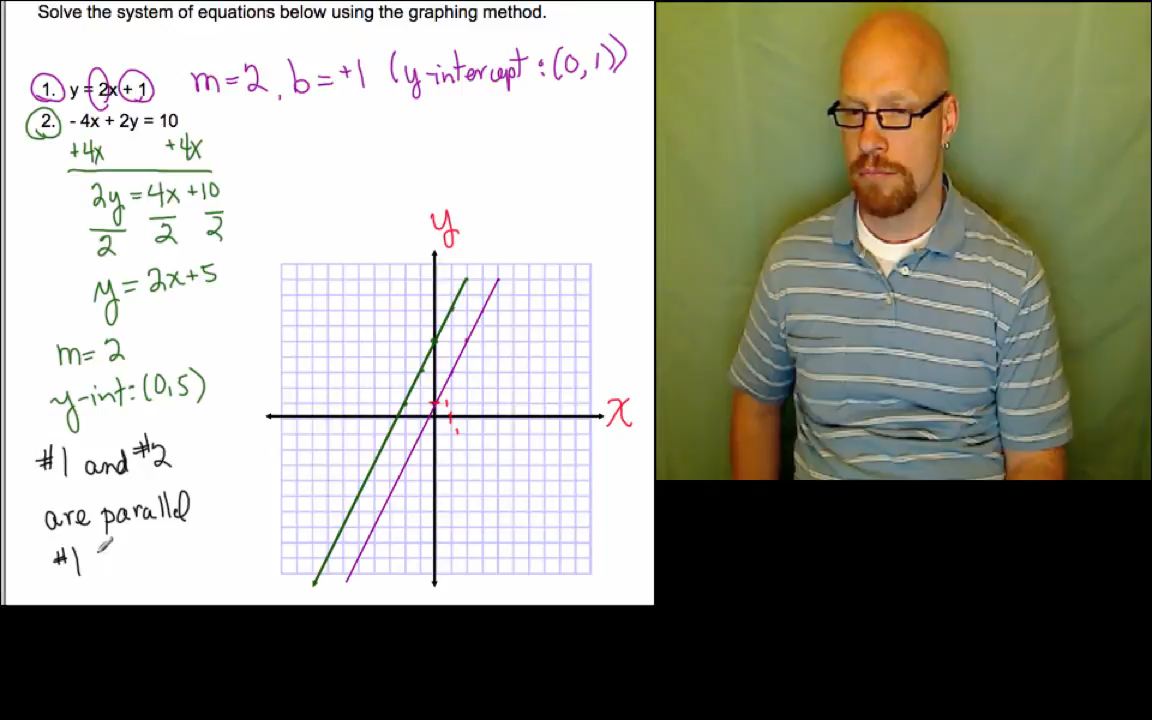 Solve the system of equations below using the graphing method.
1. y = 2x + 1
m=2, b=+1 (y-intercept: (0,1))
2. - 4x + 2y = 10
+4x +4x
2y = 4x +10
2 2 2
y = 2x+5
m= 2
y-int: (0,5)
#1 and #2
are parallel
#1
y
x